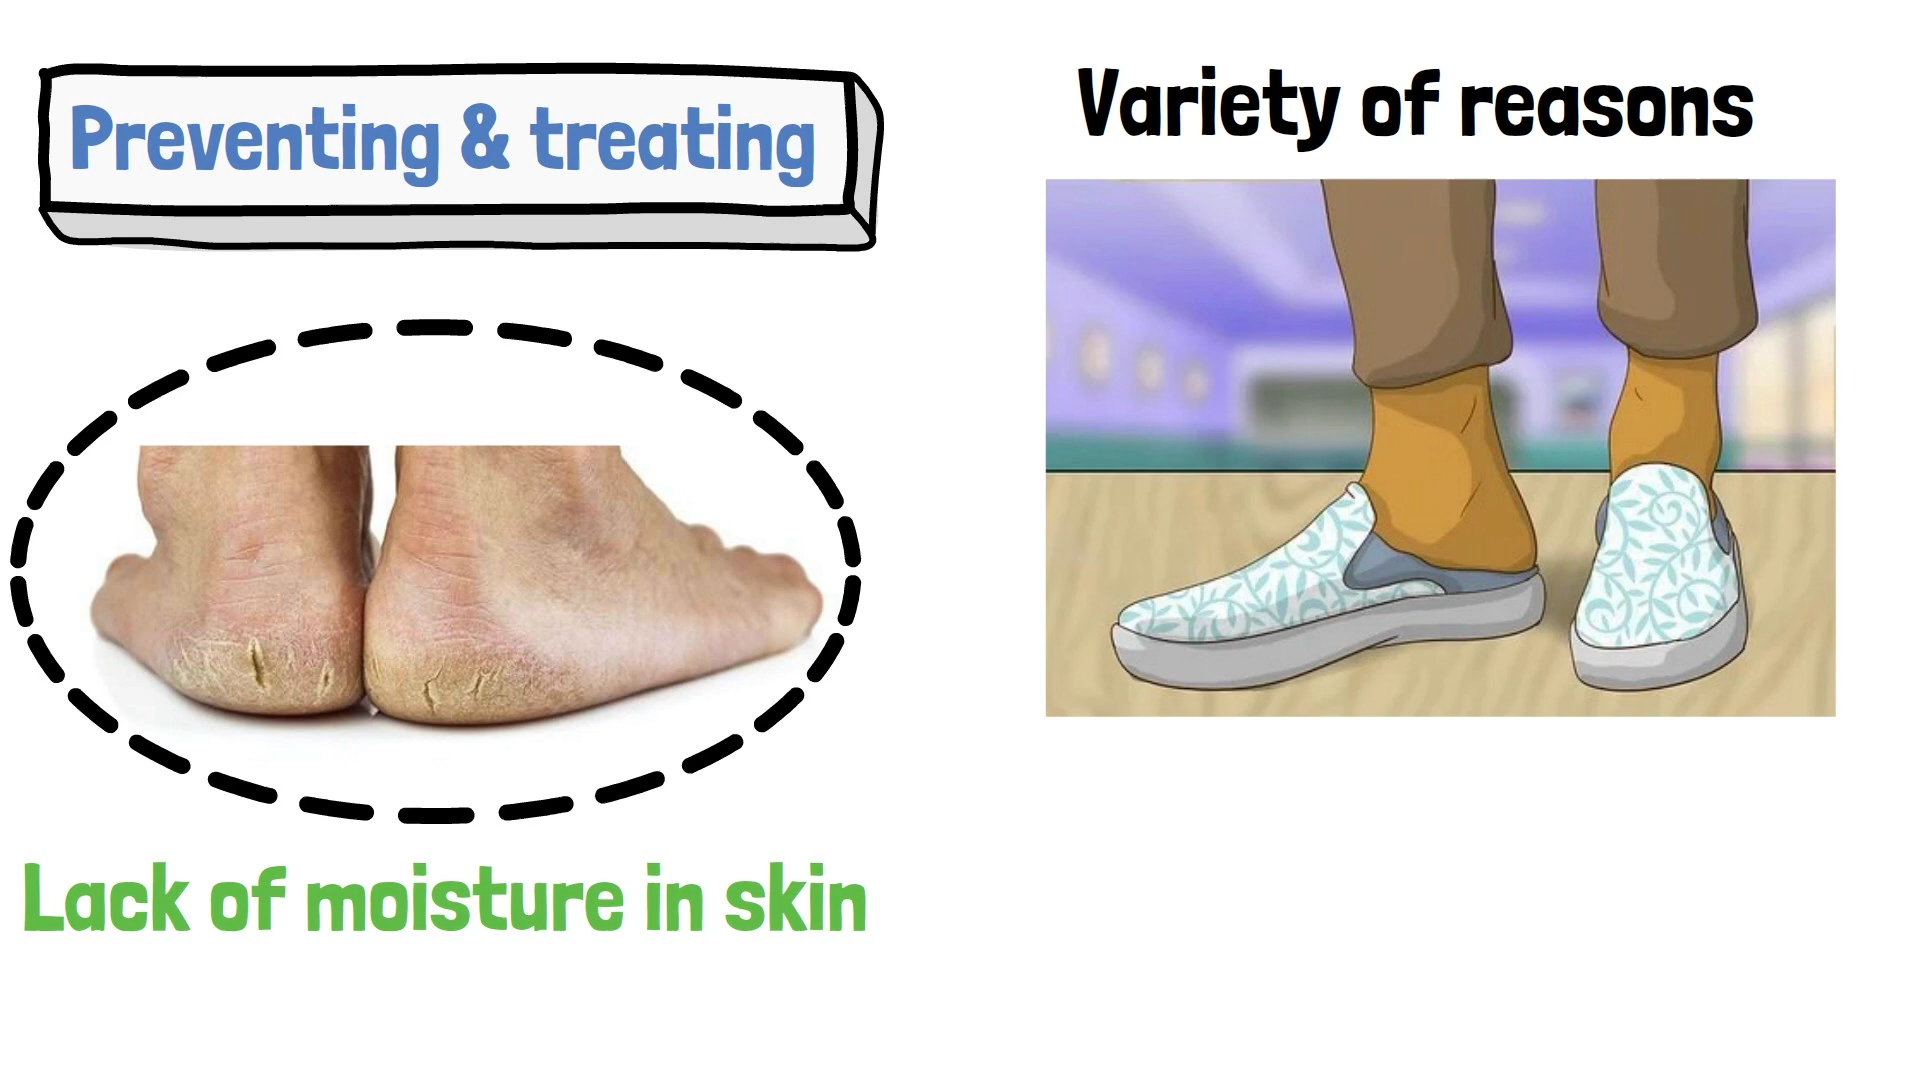 Preventing & treating
Lack of moisture in skin
Variety of reasons